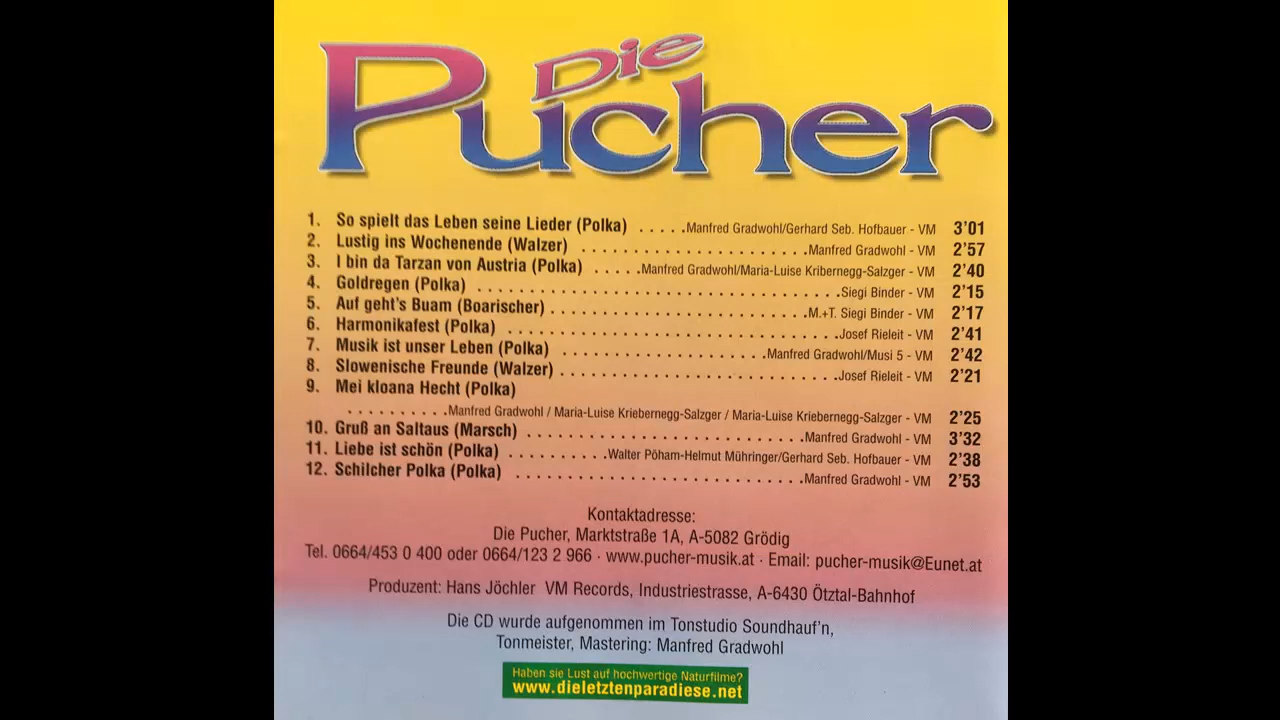 Die
Pucher
1. So spielt das Leben seine Lieder (Polka) . . . . .Manfred Gradwohl/Gerhard Seb. Hofbauer - VM 3’01
2. Lustig ins Wochenende (Walzer) . . . . . . . . . . . . . . . . . . . . . . .Manfred Gradwohl - VM 2’57
3. I bin da Tarzan von Austria (Polka) . . . . .Manfred Gradwohl/Maria-Luise Kribernegg-Salzger - VM 2’40
4. Goldregen (Polka) . . . . . . . . . . . . . . . . . . . . . . . . . . . . . . . . . . . .Siegi Binder - VM 2’15
5. Auf geht’s Buam (Boarischer) . . . . . . . . . . . . . . . . . . . . . . . . . .M.+T. Siegi Binder - VM 2’17
6. Harmonikafest (Polka) . . . . . . . . . . . . . . . . . . . . . . . . . . . . . . . . .Josef Rieleit - VM 2’41
7. Musik ist unser Leben (Polka) . . . . . . . . . . . . . . . . . . . .Manfred Gradwohl/Musi 5 - VM 2’42
8. Slowenische Freunde (Walzer) . . . . . . . . . . . . . . . . . . . . . . . . . . . .Josef Rieleit - VM 2’21
9. Mei kloana Hecht (Polka)
. . . . . . . . . .Manfred Gradwohl / Maria-Luise Kriebernegg-Salzger / Maria-Luise Kriebernegg-Salzger - VM 2’25
10. Gruß an Saltaus (Marsch) . . . . . . . . . . . . . . . . . . . . . . . . . . . .Manfred Gradwohl - VM 3’32
11. Liebe ist schön (Polka) . . . . . . . . . .Walter Pöham-Helmut Mühringer/Gerhard Seb. Hofbauer - VM 2’38
12. Schilcher Polka (Polka) . . . . . . . . . . . . . . . . . . . . . . . . . . . . .Manfred Gradwohl - VM 2’53
Kontaktadresse:
Die Pucher, Marktstraße 1A, A-5082 Grödig
Tel. 0664/453 0 400 oder 0664/123 2 966 · www.pucher-musik.at · Email: pucher-musik@Eunet.at
Produzent: Hans Jöchler VM Records, Industriestrasse, A-6430 Ötztal-Bahnhof
Die CD wurde aufgenommen im Tonstudio Soundhauf’n,
Tonmeister, Mastering: Manfred Gradwohl
Haben sie Lust auf hochwertige Naturfilme?
www.dieletztenparadiese.net